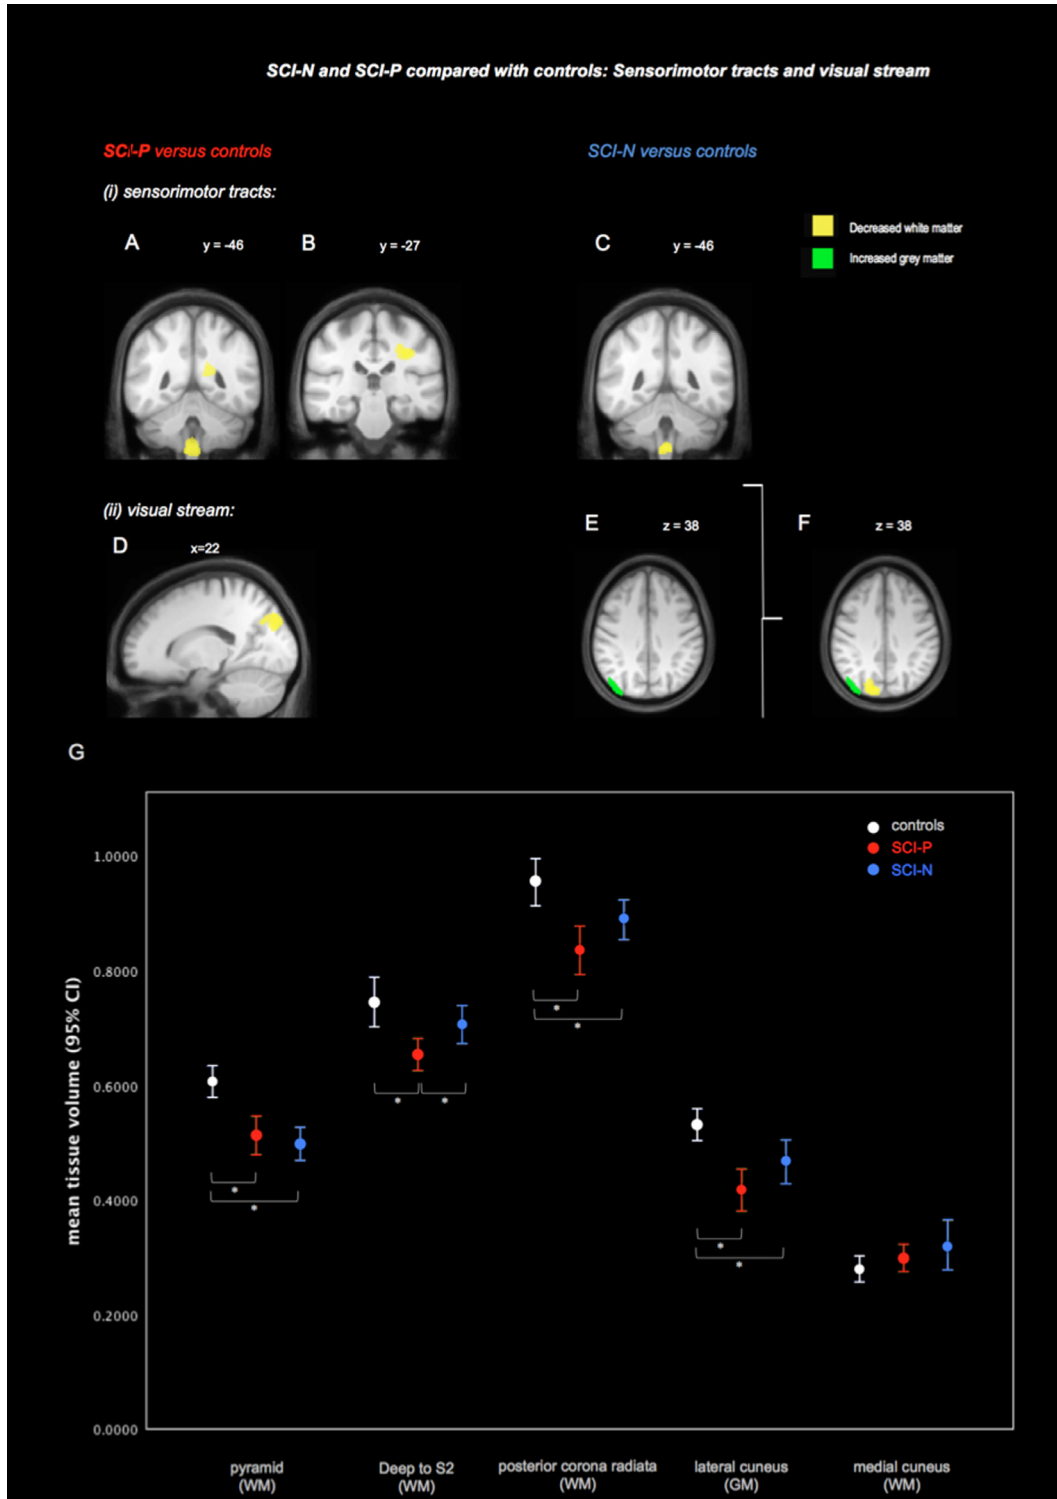 SCI-N and SCI-P compared with controls: Sensorimotor tracts and visual stream
SCI-P versus controls
SCI-N versus controls
(i) sensorimotor tracts:
Decreased white matter
Increased grey matter
A y = -46
B y = -27
C y = -46
(ii) visual stream:
D x=22
E z = 38
F z = 38
G
controls
SCI-P
SCI-N
mean tissue volume (95% CI)
1.0000
0.8000
0.6000
0.4000
0.2000
0.0000
* *
* *
* *
* *
pyramid
(WM)
Deep to S2
(WM)
posterior corona radiata
(WM)
lateral cuneus
(GM)
medial cuneus
(WM)